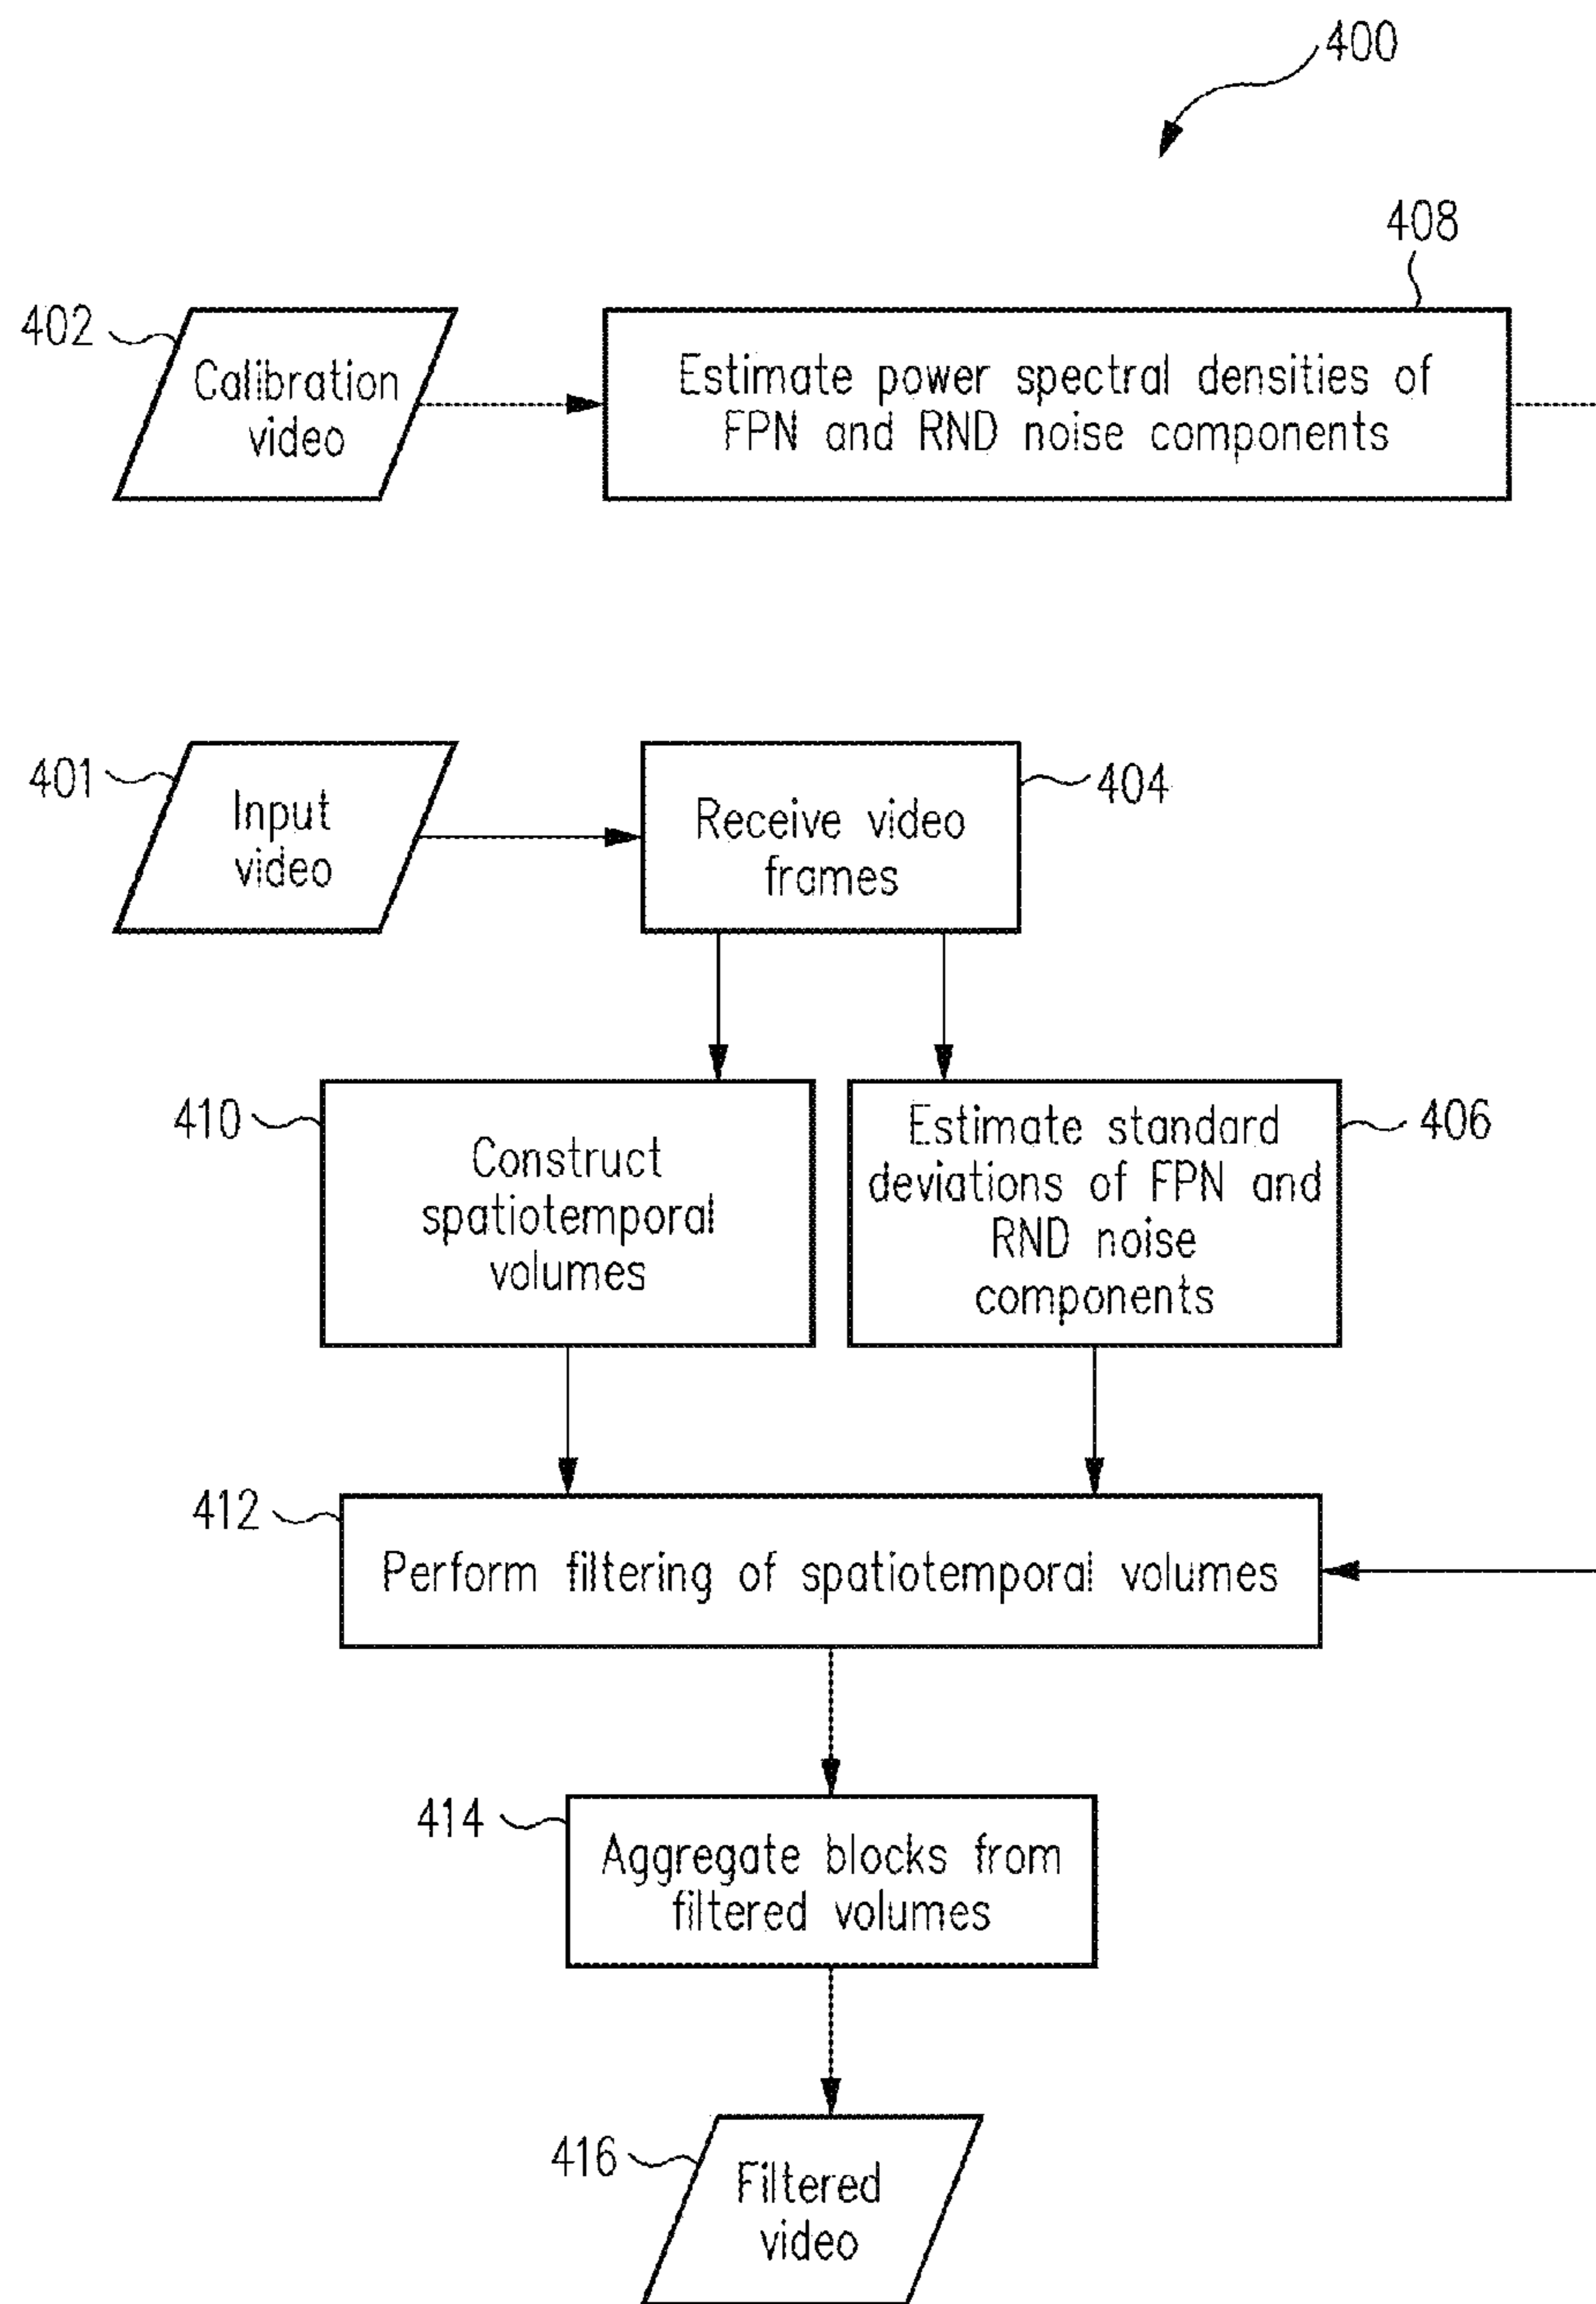 400
408
402
Calibration
video
Estimate power spectral densities of
FPN and RND noise components
401
Input
video
Receive video
frames
404
410
Construct
spatiotemporal
volumes
Estimate standard
deviations of FPN and
RND noise
components
406
412
Perform filtering of spatiotemporal volumes
414
Aggregate blocks from
filtered volumes
416
Filtered
video